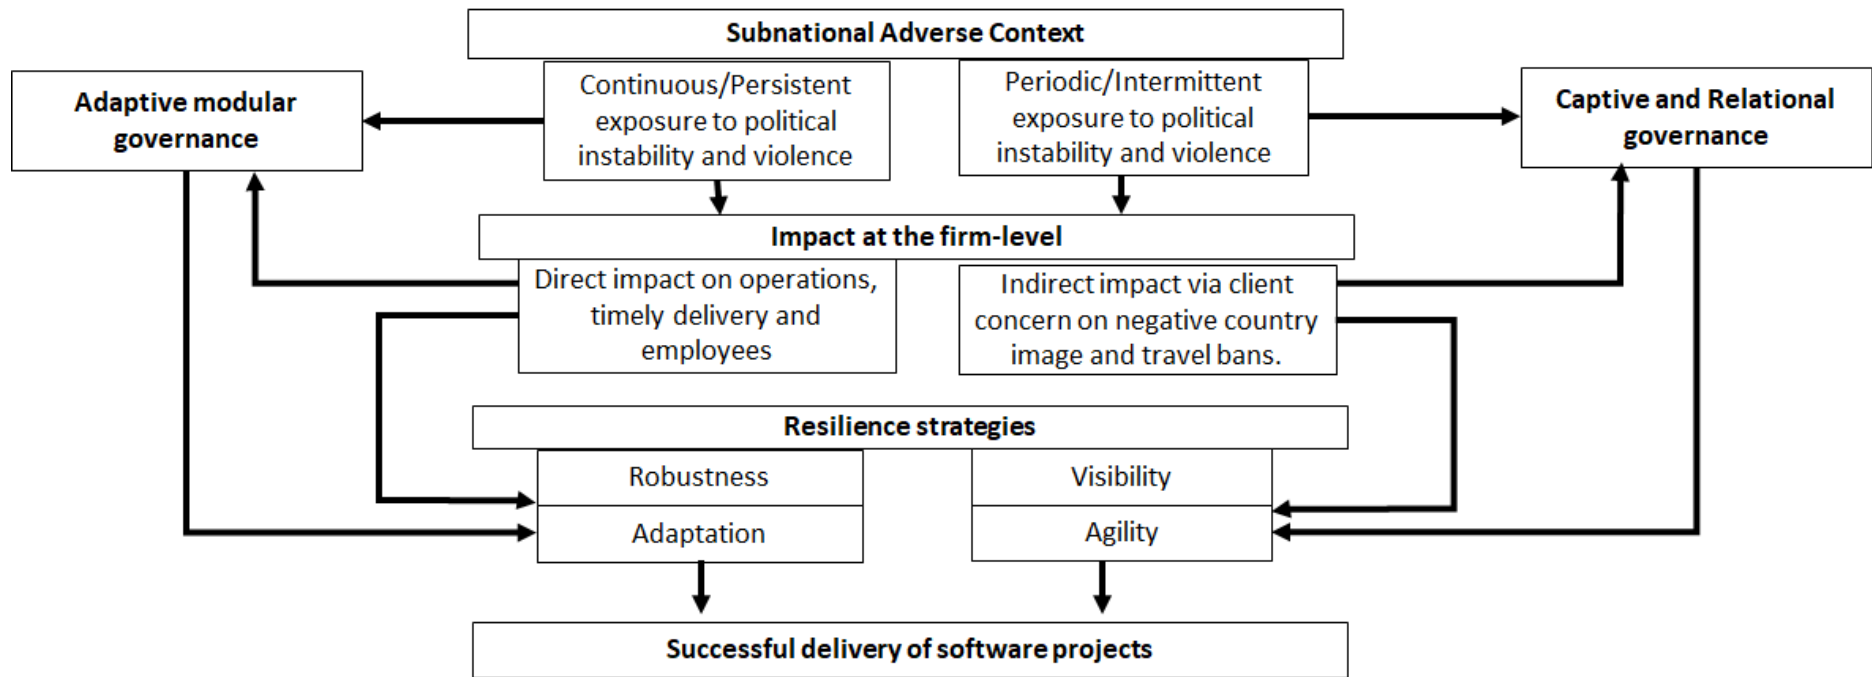 Subnational Adverse Context
Adaptive modular
governance
Continuous/Persistent
exposure to political
instability and violence
Periodic/Intermittent
exposure to political
instability and violence
Captive and Relational
governance
Impact at the firm-level
Direct impact on operations,
timely delivery and
employees
Indirect impact via client
concern on negative country
image and travel bans.
Resilience strategies
Robustness
Adaptation
Visibility
Agility
Successful delivery of software projects